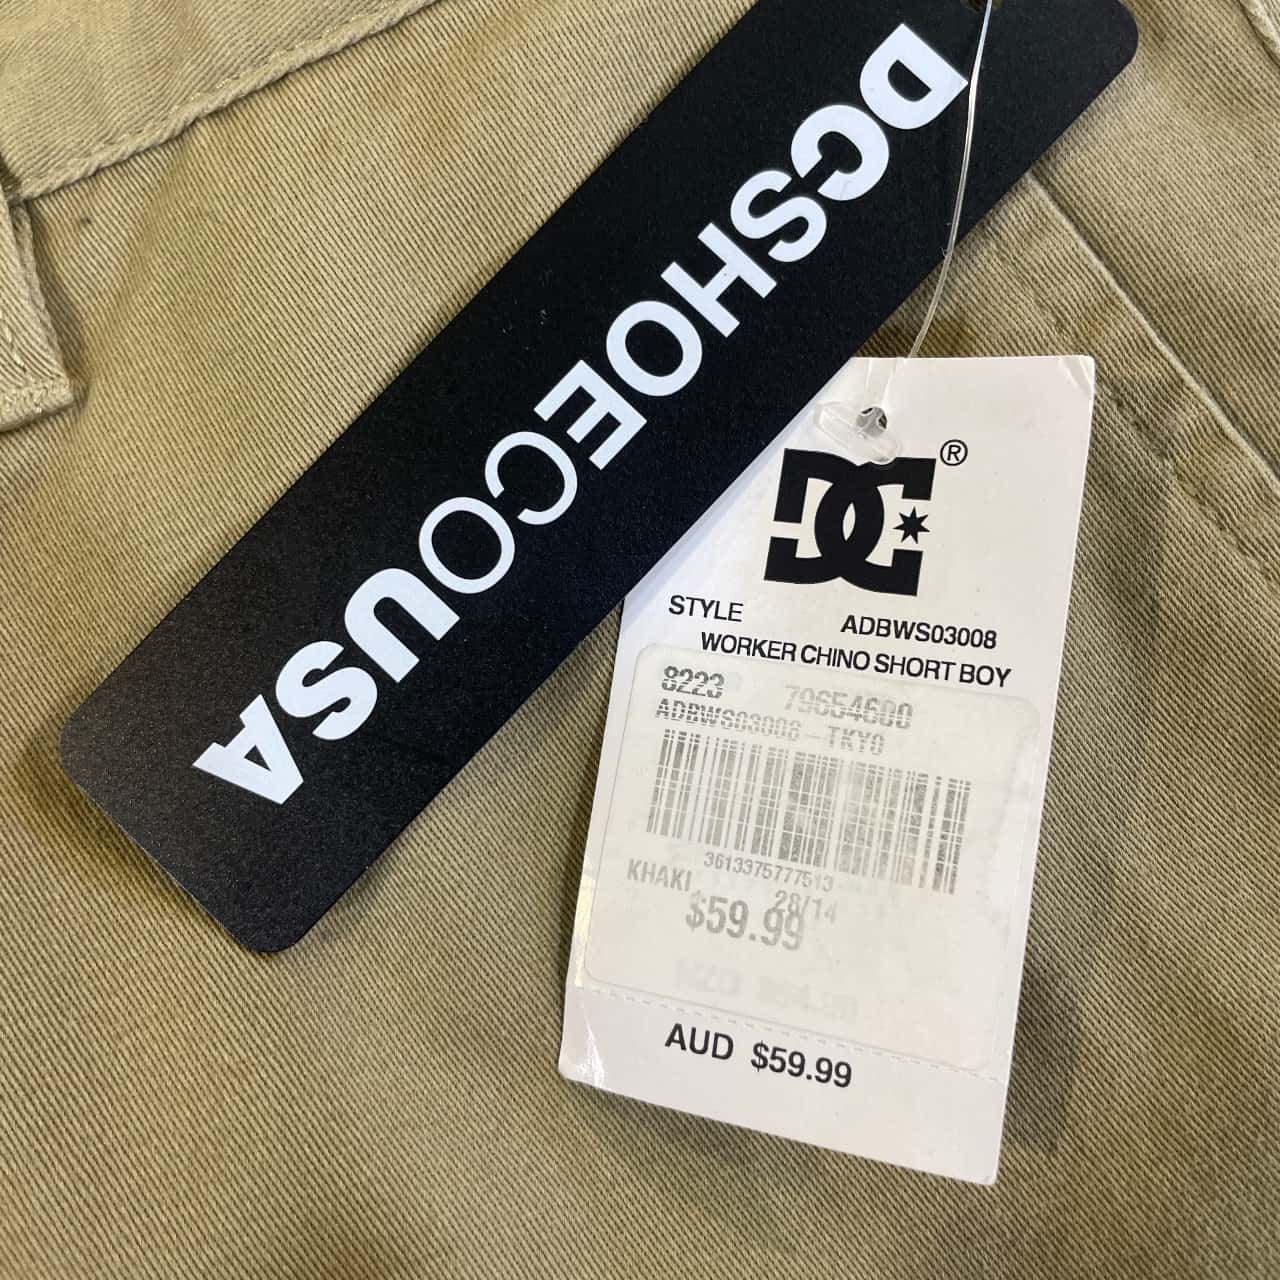 DCSHOECOUSA
DC®
STYLE ADBWS03008
WORKER CHINO SHORT BOY
8223 79654680
ADBWS03008-TKY0
3613375777513
KHAKI 28/14
$59.99
AUD $59.99